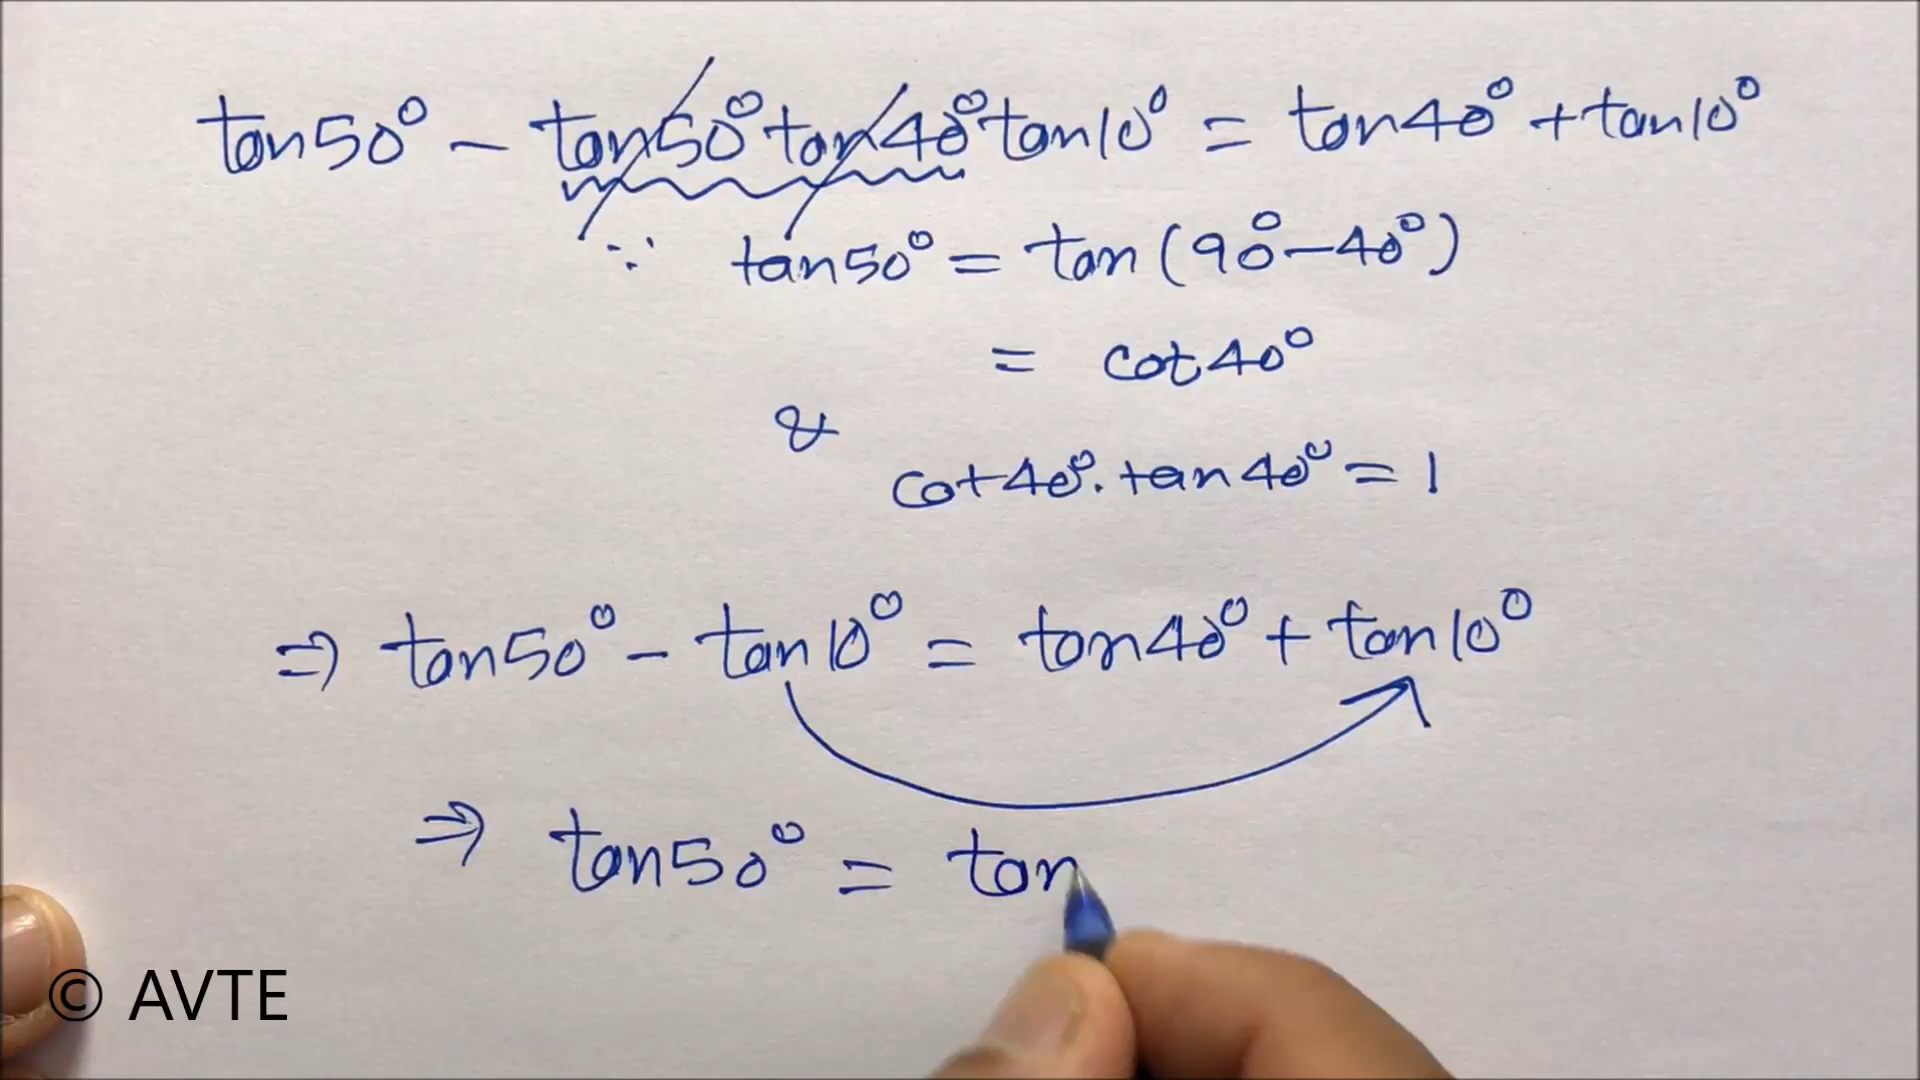 tan50° - tan50° tan40° tan10° = tan40° + tan10°
∵ tan50° = tan (90° - 40°)
= cot40°
&
cot40°. tan40° = 1
⇒ tan50° - tan10° = tan40° + tan10°
⇒ tan50° = tan
© AVTE